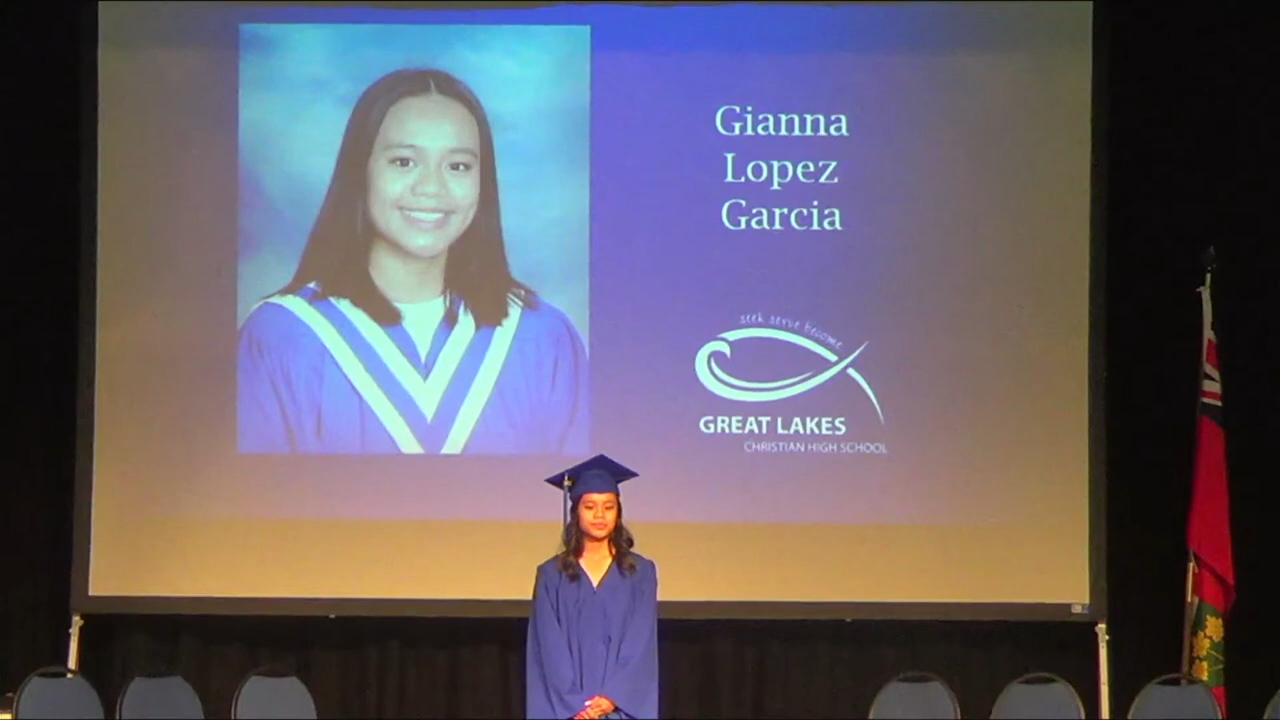 Gianna
Lopez
Garcia
seek serve become
GREAT LAKES
CHRISTIAN HIGH SCHOOL